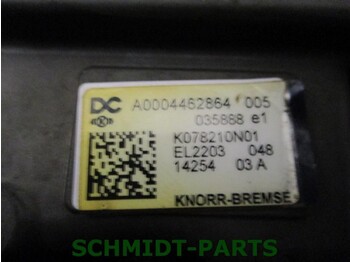 DC A0004462864 005
035888 e1
K078210N01
EL2203 048
14254 03 A
KNORR-BREMSE
SCHMIDT-PARTS